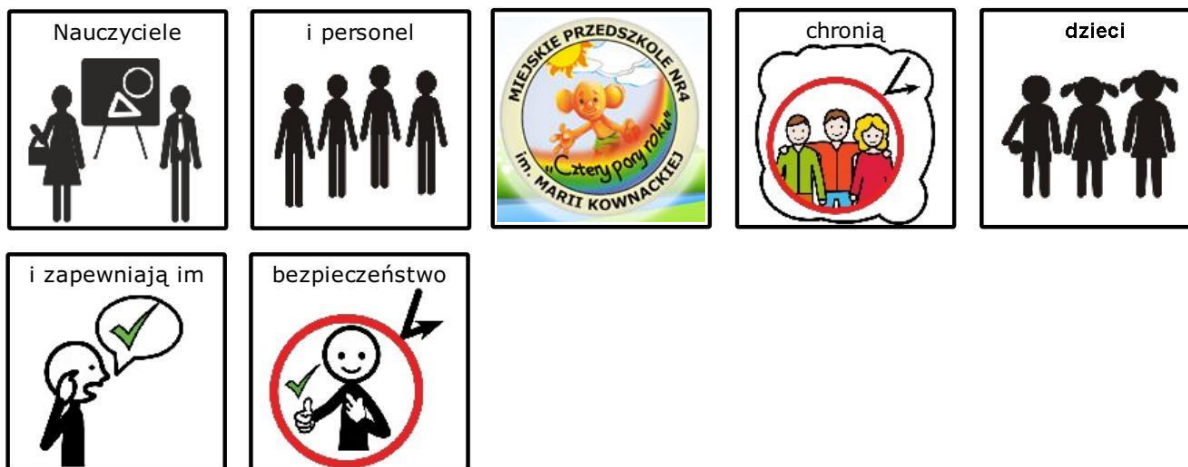 Nauczyciele
i personel
MIEJSKIE PRZEDSZKOLE NR4
"Cztery pory roku"
im. MARII KOWNACKIEJ
chronią
dzieci
i zapewniają im
bezpieczeństwo